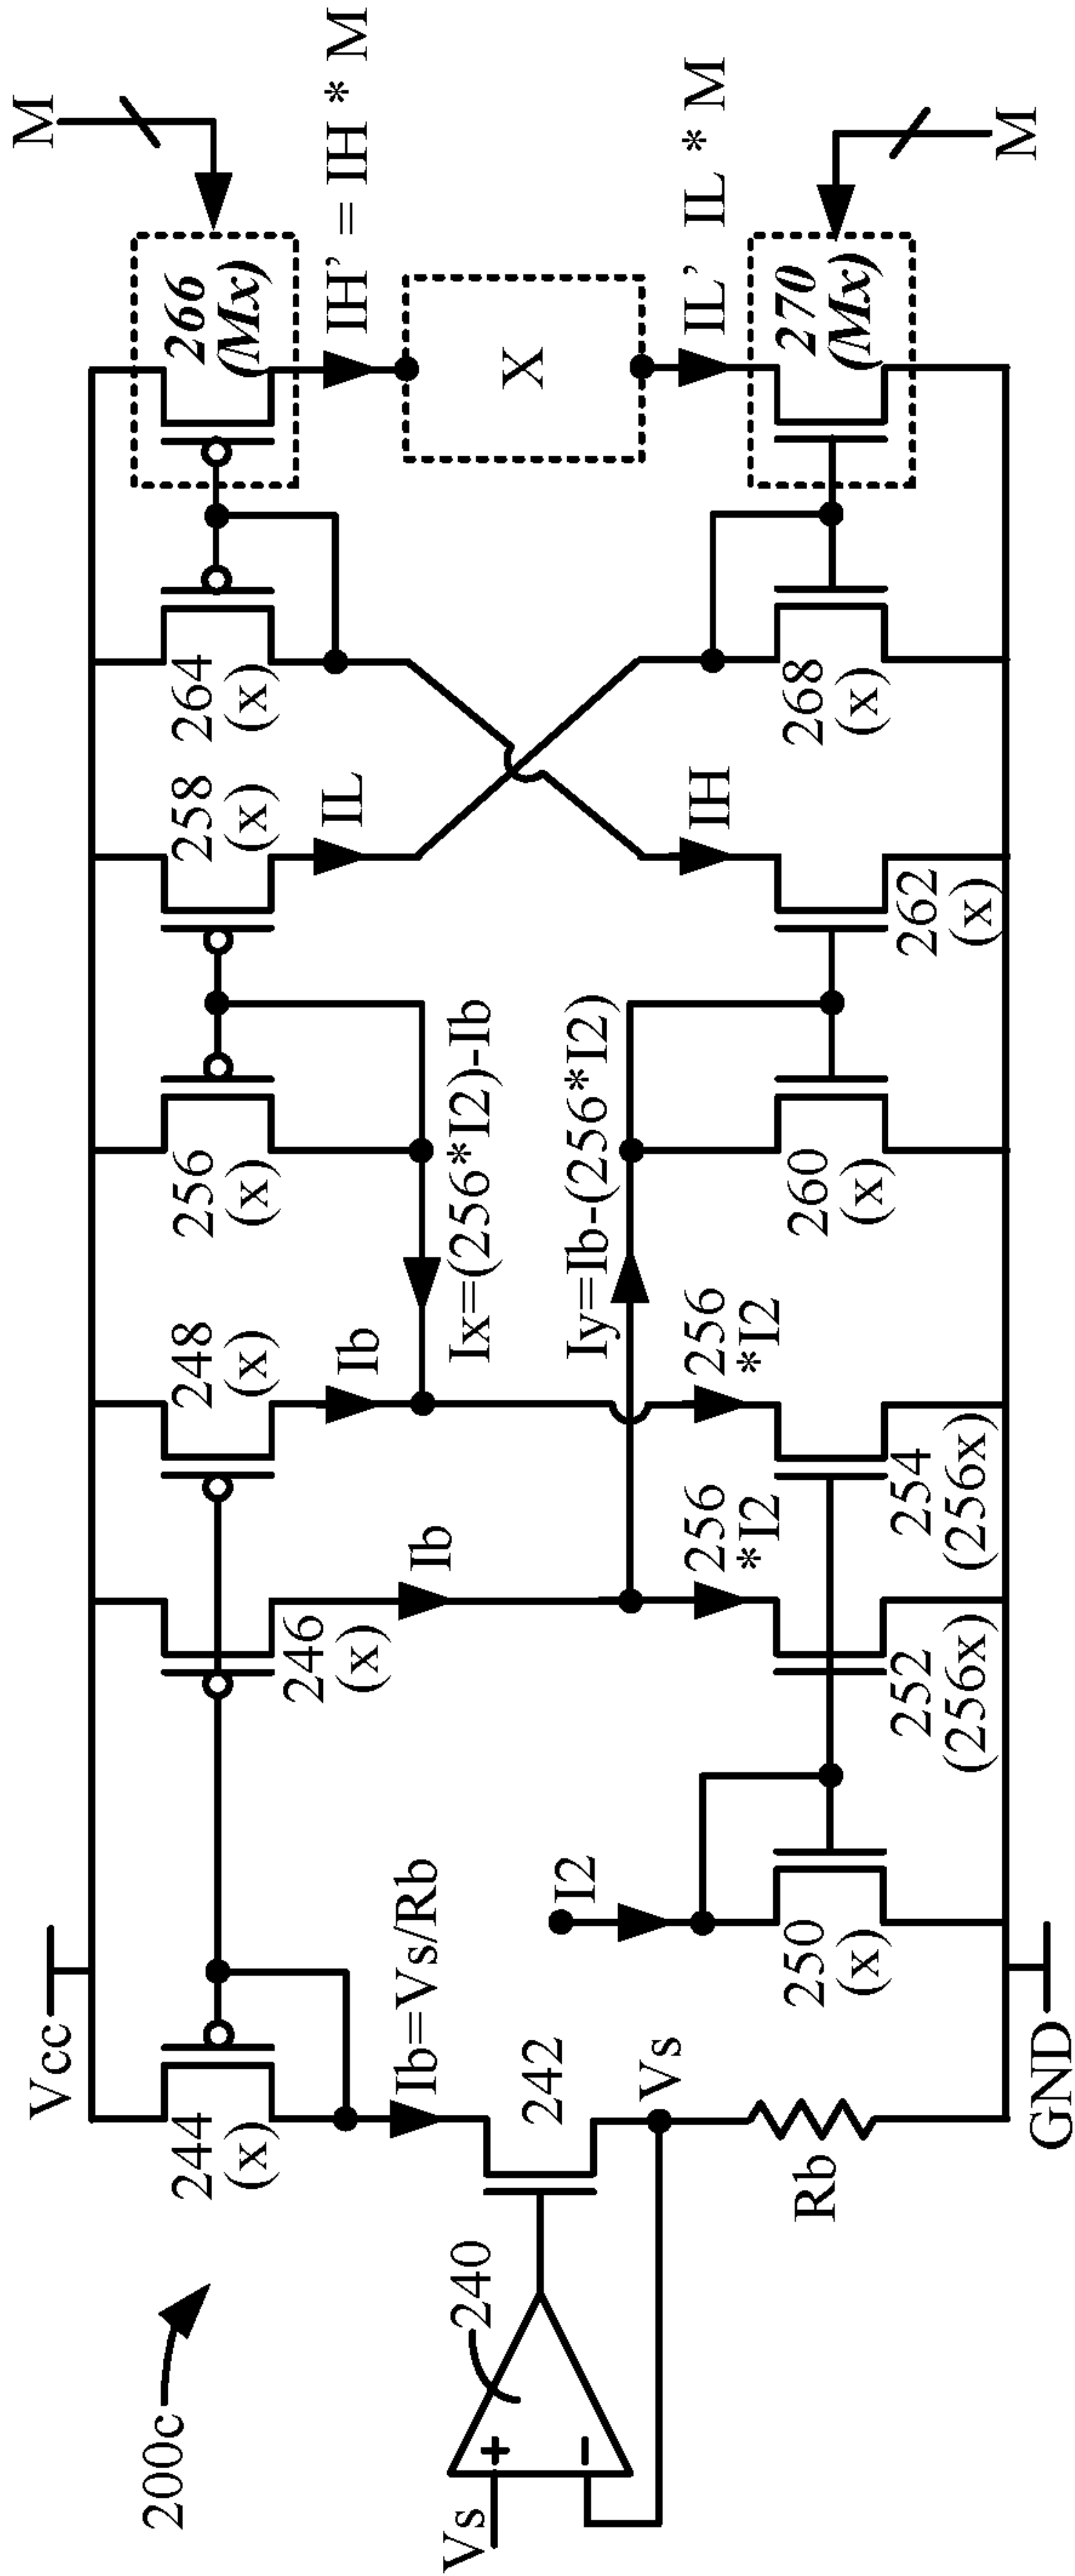 200c
Vcc
244
(x)
246
(x)
248
(x)
256
(x)
258
(x)
264
(x)
266
(Mx)
M
Vs
+
-
240
242
Ib=Vs/Rb
Ib
Ib
IL
IH' = IH * M
Ix=(256*I2)-Ib
Iy=Ib-(256*I2)
X
Vs
I2
256
*I2
256
*I2
IH
IL' IL * M
Rb
250
(x)
252
(256x)
254
(256x)
260
(x)
262
(x)
268
(x)
270
(Mx)
M
GND